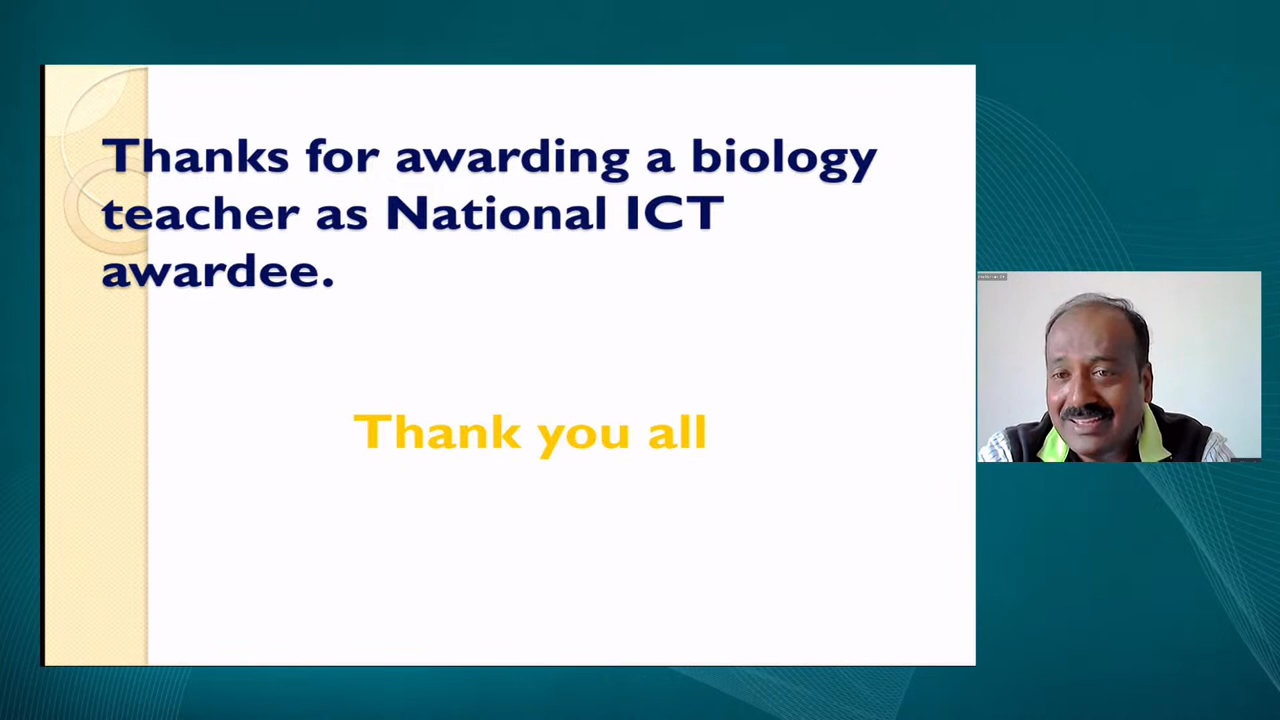 Thanks for awarding a biology
teacher as National ICT
awardee.
Thank you all